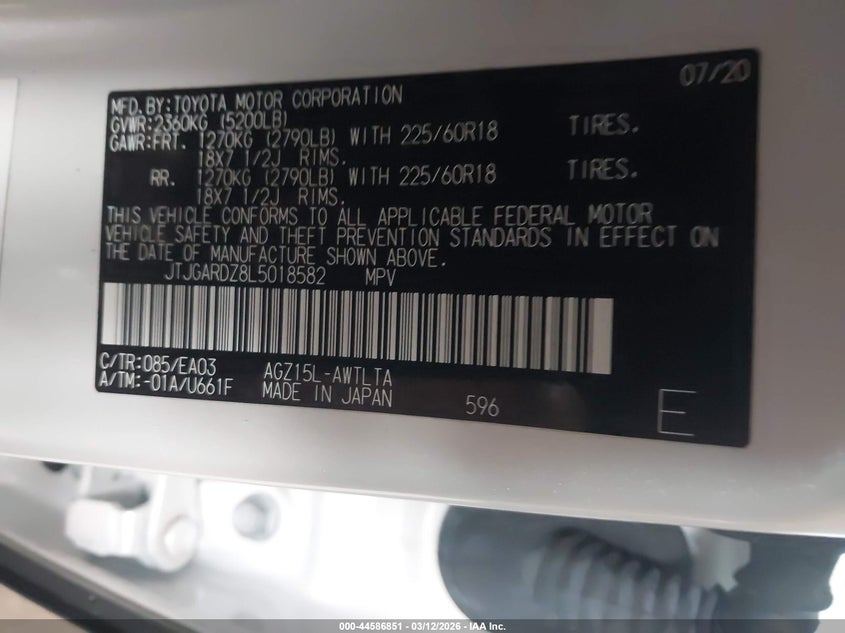 07/20
MFD.BY:TOYOTA MOTOR CORPORATION
GVWR:2360KG (5200LB)
GAWR:FRT. 1270KG (2790LB) WITH 225/60R18 TIRES.
18X7 1/2J RIMS.
RR. 1270KG (2790LB) WITH 225/60R18 TIRES.
18X7 1/2J RIMS.
THIS VEHICLE CONFORMS TO ALL APPLICABLE FEDERAL MOTOR
VEHICLE SAFETY AND THEFT PREVENTION STANDARDS IN EFFECT ON
THE DATE OF MANUFACTURE SHOWN ABOVE.
JTJGARDZ8L5018582 MPV
C/TR:085/EA03 AGZ15L-AWTLTA
A/TM:-01A/U661F MADE IN JAPAN 596 E
000-44586851 | 03/12/2026 | IAA Inc.